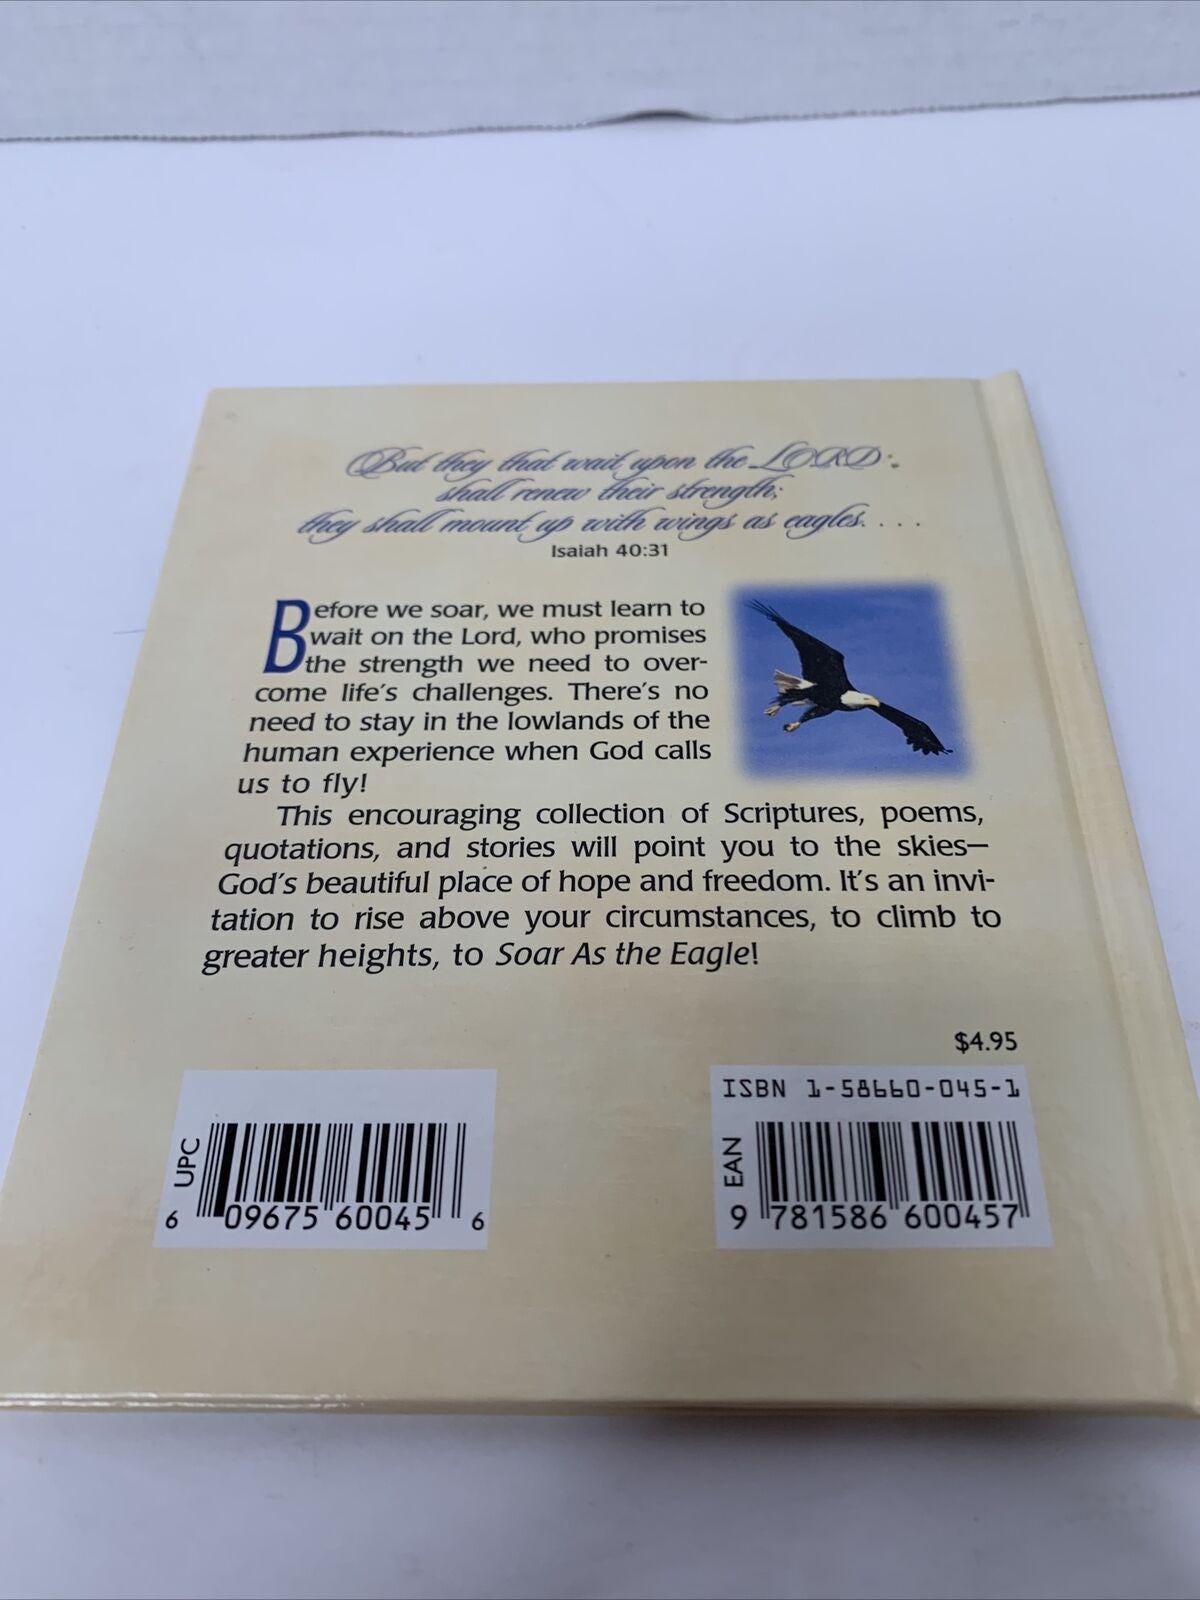 But they that wait upon the LORD
shall renew their strength;
they shall mount up with wings as eagles. . . .
Isaiah 40:31
Before we soar, we must learn to
wait on the Lord, who promises
the strength we need to over-
come life's challenges. There's no
need to stay in the lowlands of the
human experience when God calls
us to fly!
This encouraging collection of Scriptures, poems,
quotations, and stories will point you to the skies—
God's beautiful place of hope and freedom. It's an invi-
tation to rise above your circumstances, to climb to
greater heights, to Soar As the Eagle!
$4.95
ISBN 1-58660-045-1
UPC
6 09675 60045 6
EAN
9 781586 600457